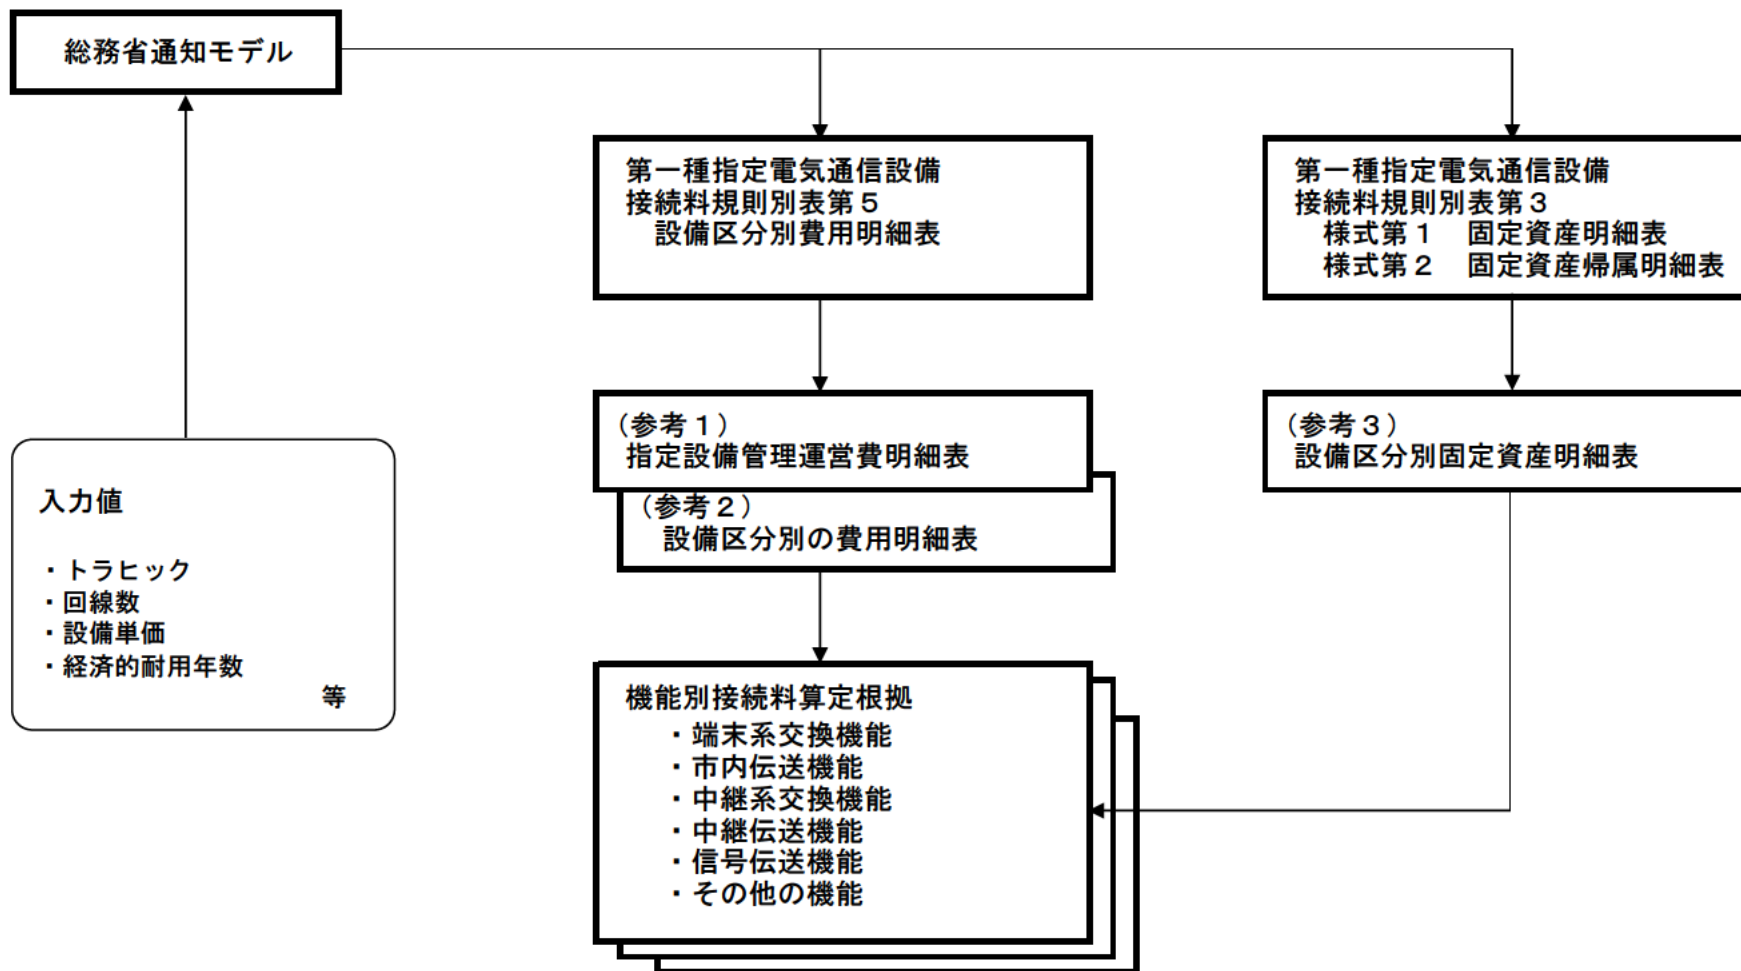 総務省通知モデル
第一種指定電気通信設備
接続料規則別表第５
設備区分別費用明細表
第一種指定電気通信設備
接続料規則別表第３
様式第１　固定資産明細表
様式第２　固定資産帰属明細表
（参考１）
指定設備管理運営費明細表
（参考２）
設備区分別の費用明細表
（参考３）
設備区分別固定資産明細表
入力値
・トラヒック
・回線数
・設備単価
・経済的耐用年数
等
機能別接続料算定根拠
・端末系交換機能
・市内伝送機能
・中継系交換機能
・中継伝送機能
・信号伝送機能
・その他の機能